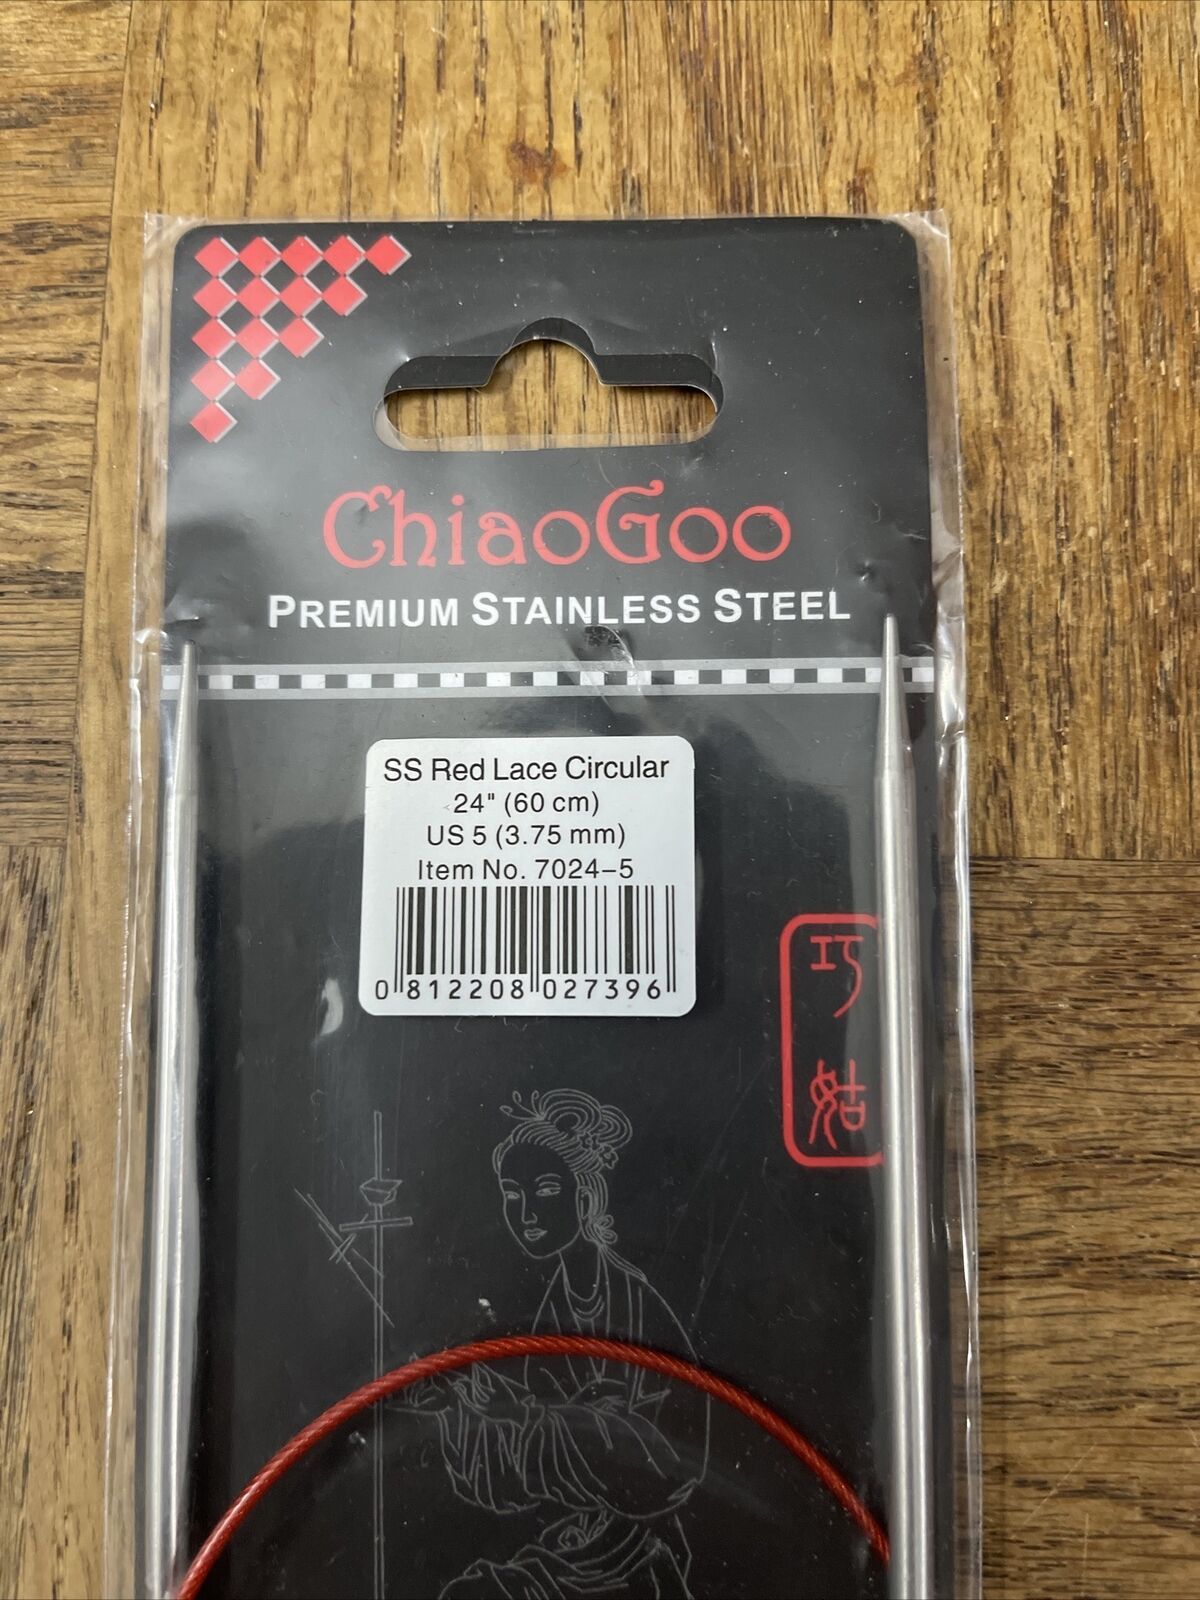 ChiaoGoo
PREMIUM STAINLESS STEEL
SS Red Lace Circular
24" (60 cm)
US 5 (3.75 mm)
Item No. 7024-5
0 812208 027396
巧
姑